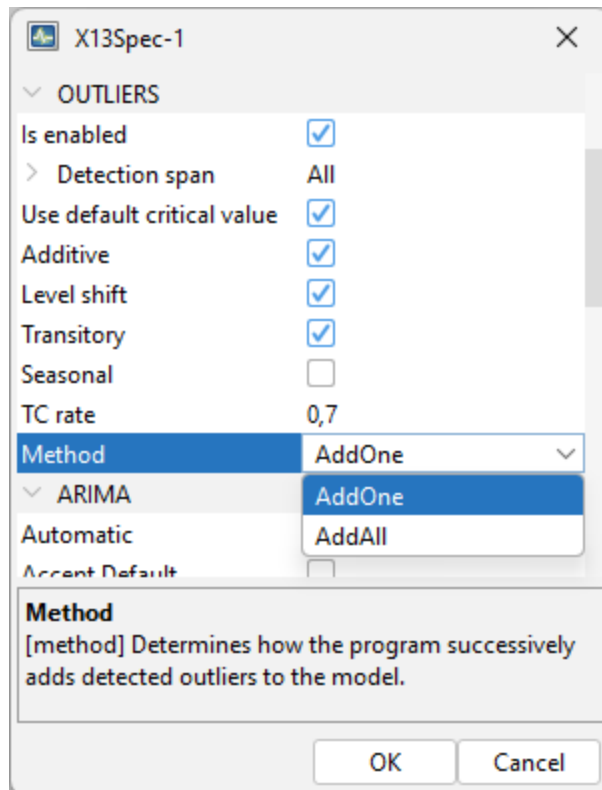 X13Spec-1
OUTLIERS
Is enabled
Detection span All
Use default critical value
Additive
Level shift
Transitory
Seasonal
TC rate 0,7
Method AddOne
ARIMA AddOne
Automatic AddAll
Accept Default
Method
[method] Determines how the program successively
adds detected outliers to the model.
OK Cancel